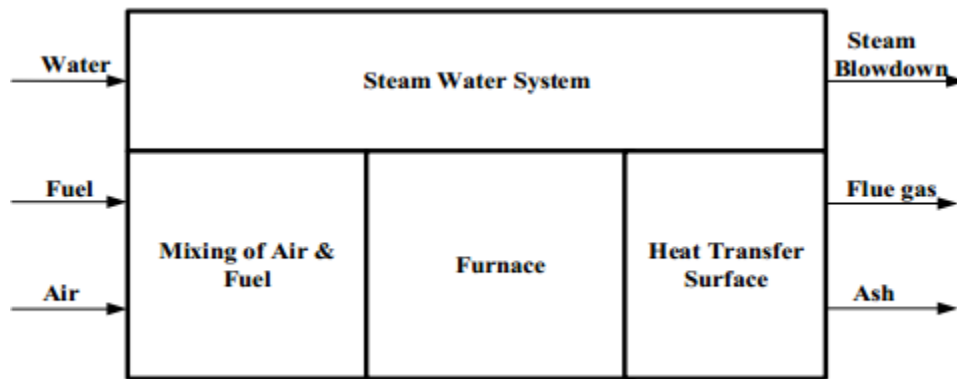 Water
Steam Water System
Steam
Blowdown
Fuel
Air
Mixing of Air &
Fuel
Furnace
Heat Transfer
Surface
Flue gas
Ash